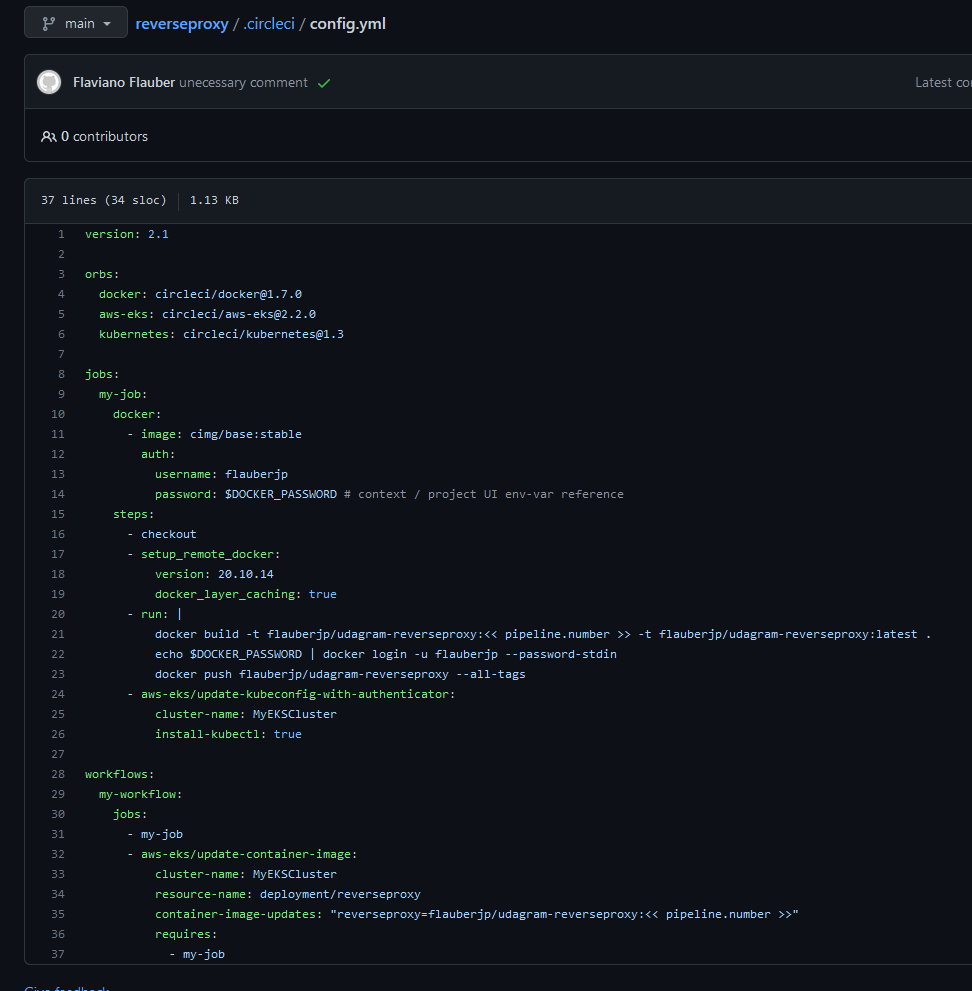 main reverseproxy / .circleci / config.yml
Flaviano Flauber unecessary comment Latest
0 contributors
37 lines (34 sloc) 1.13 KB
1 version: 2.1
2
3 orbs:
4   docker: circleci/docker@1.7.0
5   aws-eks: circleci/aws-eks@2.2.0
6   kubernetes: circleci/kubernetes@1.3
7
8 jobs:
9   my-job:
10     docker:
11       - image: cimg/base:stable
12         auth:
13           username: flauberjp
14           password: $DOCKER_PASSWORD # context / project UI env-var reference
15     steps:
16       - checkout
17       - setup_remote_docker:
18           version: 20.10.14
19           docker_layer_caching: true
20       - run: |
21           docker build -t flauberjp/udagram-reverseproxy:<< pipeline.number >> -t flauberjp/udagram-reverseproxy:latest .
22           echo $DOCKER_PASSWORD | docker login -u flauberjp --password-stdin
23           docker push flauberjp/udagram-reverseproxy --all-tags
24       - aws-eks/update-kubeconfig-with-authenticator:
25           cluster-name: MyEKSCluster
26           install-kubectl: true
27
28 workflows:
29   my-workflow:
30     jobs:
31       - my-job
32       - aws-eks/update-container-image:
33           cluster-name: MyEKSCluster
34           resource-name: deployment/reverseproxy
35           container-image-updates: "reverseproxy=flauberjp/udagram-reverseproxy:<< pipeline.number >>"
36           requires:
37             - my-job